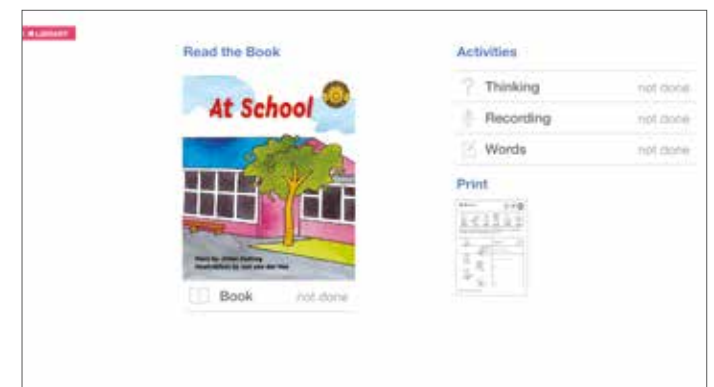 LIBRARY
Read the Book
At School
Book not done
Activities
Thinking not done
Recording not done
Words not done
Print